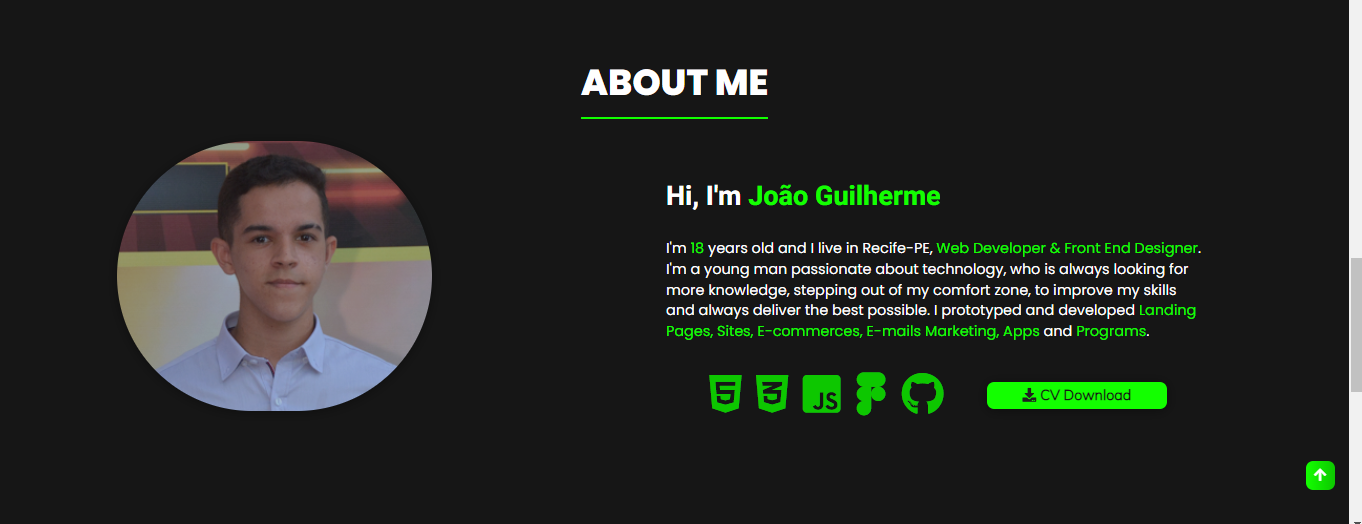 ABOUT ME
Hi, I'm João Guilherme
I'm 18 years old and I live in Recife-PE, Web Developer & Front End Designer.
I'm a young man passionate about technology, who is always looking for
more knowledge, stepping out of my comfort zone, to improve my skills
and always deliver the best possible. I prototyped and developed Landing
Pages, Sites, E-commerces, E-mails Marketing, Apps and Programs.
5 3 JS CV Download